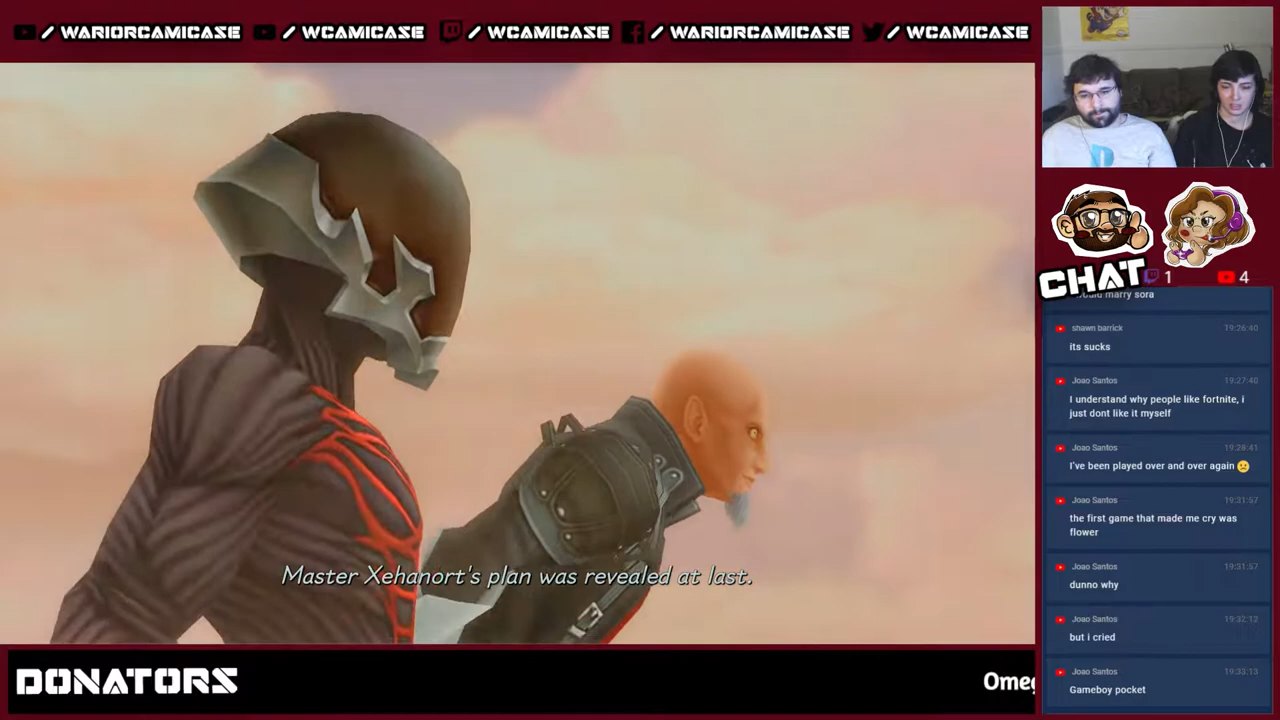 / WARIORCAMICASE / WCAMICASE / WCAMICASE / WARIORCAMICASE / WCAMICASE
Master Xehanort's plan was revealed at last.
CHAT 1 4
marry sora
shawn barrick 19:26:40
its sucks
Joao Santos 19:27:40
I understand why people like fortnite, i
just dont like it myself
Joao Santos 19:28:41
I've been played over and over again
Joao Santos 19:31:57
the first game that made me cry was
flower
Joao Santos 19:31:57
dunno why
Joao Santos 19:32:12
but i cried
Joao Santos 19:33:13
Gameboy pocket
DONATORS